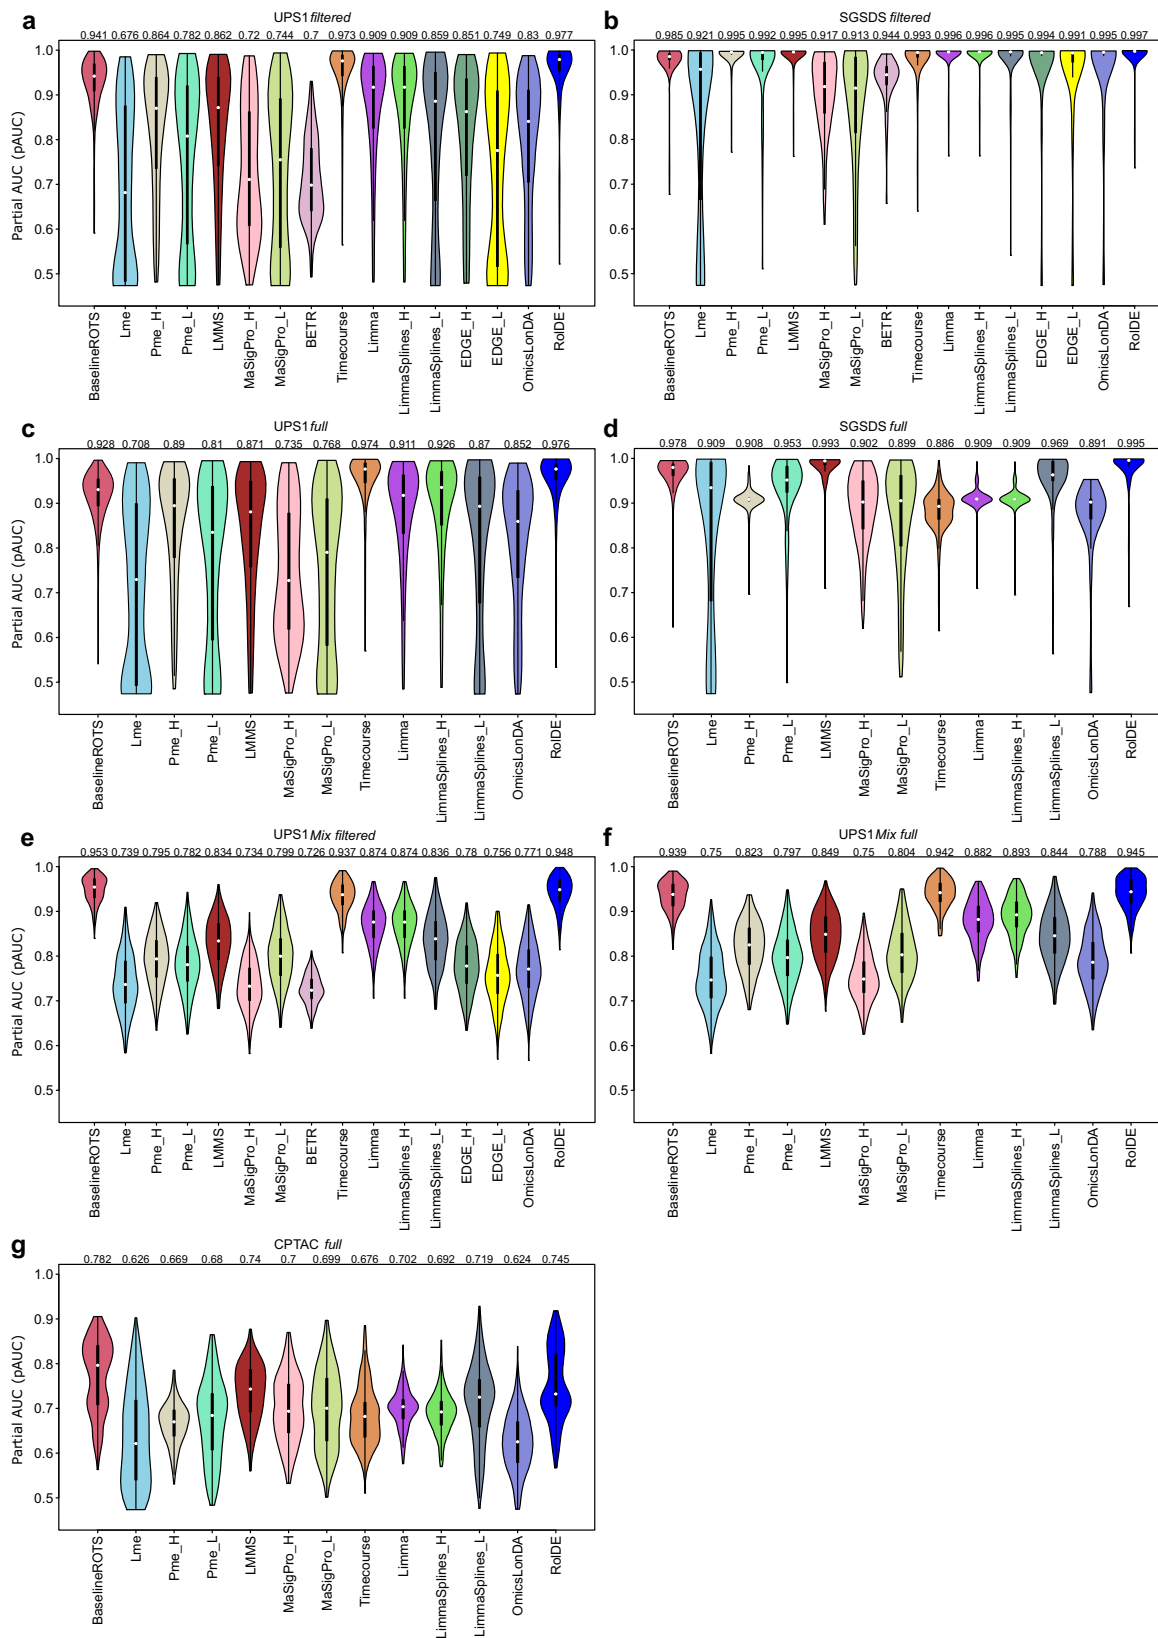 a
UPS1 filtered
0.941 0.676 0.864 0.782 0.862 0.72 0.744 0.7 0.973 0.909 0.909 0.859 0.851 0.749 0.83 0.977
Partial AUC (pAUC)
1.0
0.9
0.8
0.7
0.6
0.5
BaselineROTS
Lme
Pme_H
Pme_L
LMMS
MaSigPro_H
MaSigPro_L
BETR
Timecourse
Limma
LimmaSplines_H
LimmaSplines_L
EDGE_H
EDGE_L
OmicsLonDA
RolDE
b
SGSDS filtered
0.985 0.921 0.995 0.992 0.995 0.917 0.913 0.944 0.993 0.996 0.996 0.995 0.994 0.991 0.995 0.997
1.0
0.9
0.8
0.7
0.6
0.5
BaselineROTS
Lme
Pme_H
Pme_L
LMMS
MaSigPro_H
MaSigPro_L
BETR
Timecourse
Limma
LimmaSplines_H
LimmaSplines_L
EDGE_H
EDGE_L
OmicsLonDA
RolDE
c
UPS1 full
0.928 0.708 0.89 0.81 0.871 0.735 0.768 0.974 0.911 0.926 0.87 0.852 0.976
Partial AUC (pAUC)
1.0
0.9
0.8
0.7
0.6
0.5
BaselineROTS
Lme
Pme_H
Pme_L
LMMS
MaSigPro_H
MaSigPro_L
Timecourse
Limma
LimmaSplines_H
LimmaSplines_L
OmicsLonDA
RolDE
d
SGSDS full
0.978 0.909 0.908 0.953 0.993 0.902 0.899 0.886 0.909 0.909 0.969 0.891 0.995
1.0
0.9
0.8
0.7
0.6
0.5
BaselineROTS
Lme
Pme_H
Pme_L
LMMS
MaSigPro_H
MaSigPro_L
Timecourse
Limma
LimmaSplines_H
LimmaSplines_L
OmicsLonDA
RolDE
e
UPS1 Mix filtered
0.953 0.739 0.795 0.782 0.834 0.734 0.799 0.726 0.937 0.874 0.874 0.836 0.78 0.756 0.771 0.948
Partial AUC (pAUC)
1.0
0.9
0.8
0.7
0.6
0.5
BaselineROTS
Lme
Pme_H
Pme_L
LMMS
MaSigPro_H
MaSigPro_L
BETR
Timecourse
Limma
LimmaSplines_H
LimmaSplines_L
EDGE_H
EDGE_L
OmicsLonDA
RolDE
f
UPS1 Mix full
0.939 0.75 0.823 0.797 0.849 0.75 0.804 0.942 0.882 0.893 0.844 0.788 0.945
1.0
0.9
0.8
0.7
0.6
0.5
BaselineROTS
Lme
Pme_H
Pme_L
LMMS
MaSigPro_H
MaSigPro_L
Timecourse
Limma
LimmaSplines_H
LimmaSplines_L
OmicsLonDA
RolDE
g
CPTAC full
0.782 0.626 0.669 0.68 0.74 0.7 0.699 0.676 0.702 0.692 0.719 0.624 0.745
Partial AUC (pAUC)
1.0
0.9
0.8
0.7
0.6
0.5
BaselineROTS
Lme
Pme_H
Pme_L
LMMS
MaSigPro_H
MaSigPro_L
Timecourse
Limma
LimmaSplines_H
LimmaSplines_L
OmicsLonDA
RolDE